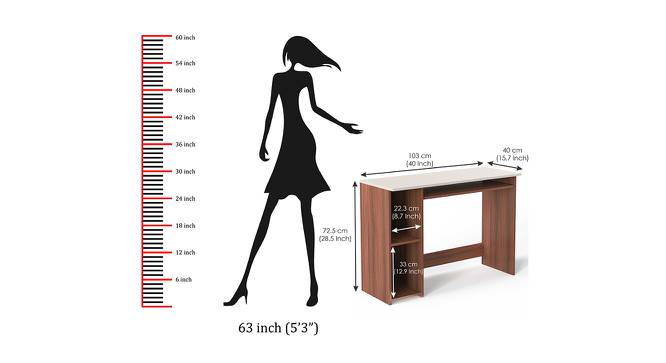 60 inch
54 inch
48 inch
42 inch
36 inch
30 inch
24 inch
18 inch
12 inch
6 inch
63 inch (5'3")
103 cm
(40 Inch)
40 cm
(15.7 Inch)
72.5 cm
(28.5 Inch)
22.3 cm
(8.7 Inch)
33 cm
(12.9 Inch)